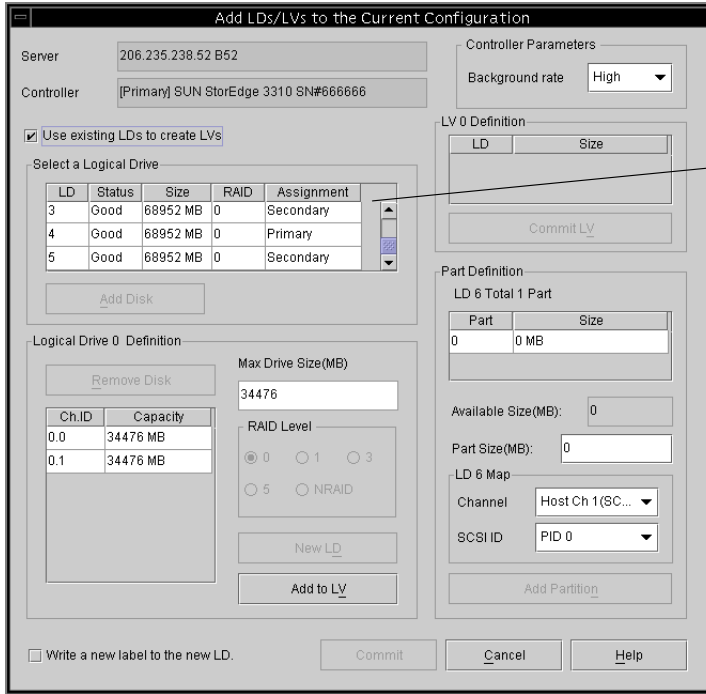 Add LDs/LVs to the Current Configuration
Server
206.235.238.52 B52
Controller
[Primary] SUN StorEdge 3310 SN#666666
Controller Parameters
Background rate
High
Use existing LDs to create LVs
Select a Logical Drive
LD Status Size RAID Assignment
3 Good 68952 MB 0 Secondary
4 Good 68952 MB 0 Primary
5 Good 68952 MB 0 Secondary
Add Disk
LV 0 Definition
LD Size
Commit LV
Logical Drive 0 Definition
Remove Disk
Ch.ID Capacity
0.0 34476 MB
0.1 34476 MB
Max Drive Size(MB)
34476
RAID Level
0 1 3
5 NRAID
New LD
Add to LV
Part Definition
LD 6 Total 1 Part
Part Size
0 0 MB
Available Size(MB): 0
Part Size(MB): 0
LD 6 Map
Channel Host Ch 1(SC...
SCSI ID PID 0
Add Partition
Write a new label to the new LD.
Commit
Cancel
Help